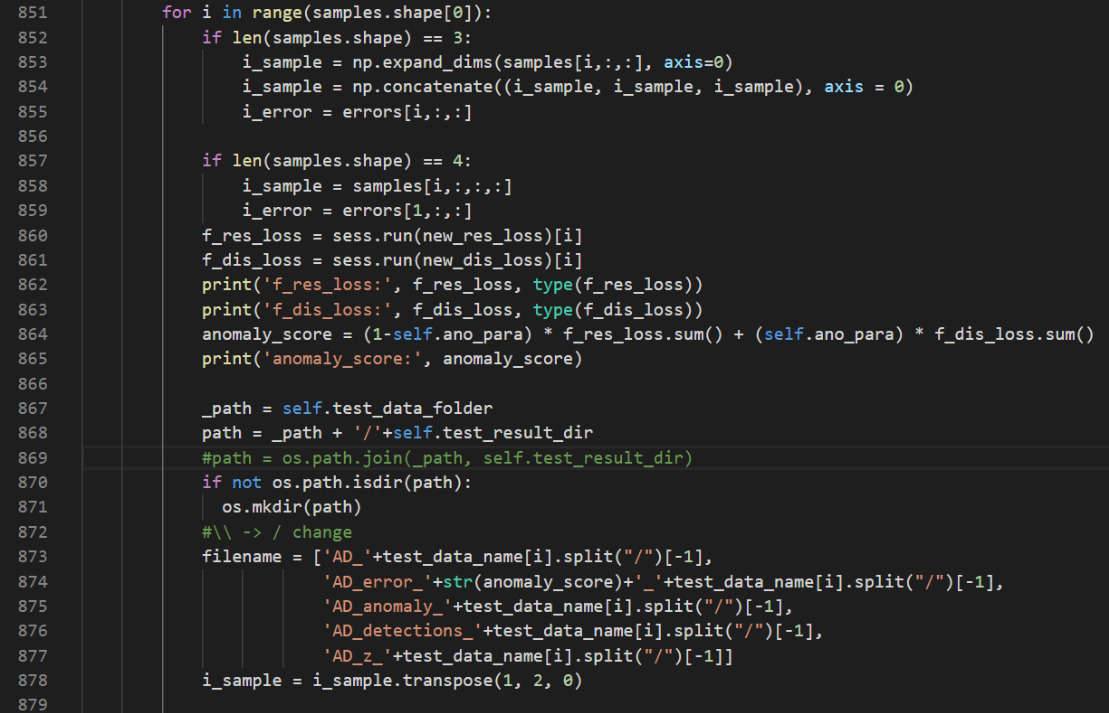 851 for i in range(samples.shape[0]):
852 if len(samples.shape) == 3:
853 i_sample = np.expand_dims(samples[i,:,:], axis=0)
854 i_sample = np.concatenate((i_sample, i_sample, i_sample), axis = 0)
855 i_error = errors[i,:,:]
856
857 if len(samples.shape) == 4:
858 i_sample = samples[i,:,:,:]
859 i_error = errors[1,:,:]
860 f_res_loss = sess.run(new_res_loss)[i]
861 f_dis_loss = sess.run(new_dis_loss)[i]
862 print('f_res_loss:', f_res_loss, type(f_res_loss))
863 print('f_dis_loss:', f_dis_loss, type(f_dis_loss))
864 anomaly_score = (1-self.ano_para) * f_res_loss.sum() + (self.ano_para) * f_dis_loss.sum()
865 print('anomaly_score:', anomaly_score)
866
867 _path = self.test_data_folder
868 path = _path + '/'+self.test_result_dir
869 #path = os.path.join(_path, self.test_result_dir)
870 if not os.path.isdir(path):
871 os.mkdir(path)
872 #\\ -> / change
873 filename = ['AD_'+test_data_name[i].split("/")[-1],
874 'AD_error_'+str(anomaly_score)+'_'+test_data_name[i].split("/")[-1],
875 'AD_anomaly_'+test_data_name[i].split("/")[-1],
876 'AD_detections_'+test_data_name[i].split("/")[-1],
877 'AD_z_'+test_data_name[i].split("/")[-1]]
878 i_sample = i_sample.transpose(1, 2, 0)
879